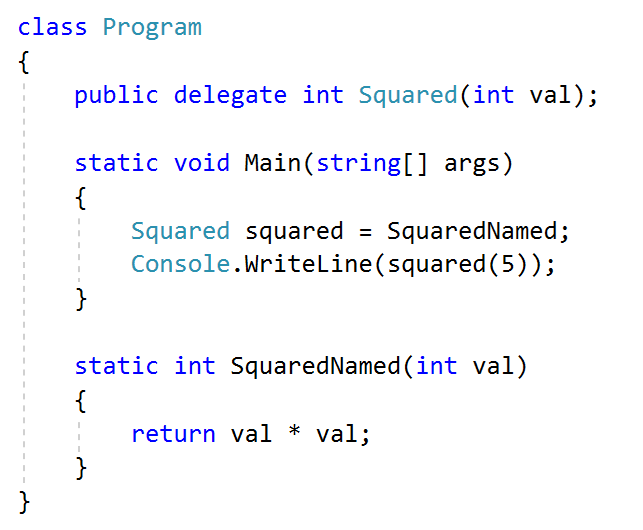 class Program
{
    public delegate int Squared(int val);

    static void Main(string[] args)
    {
        Squared squared = SquaredNamed;
        Console.WriteLine(squared(5));
    }

    static int SquaredNamed(int val)
    {
        return val * val;
    }
}